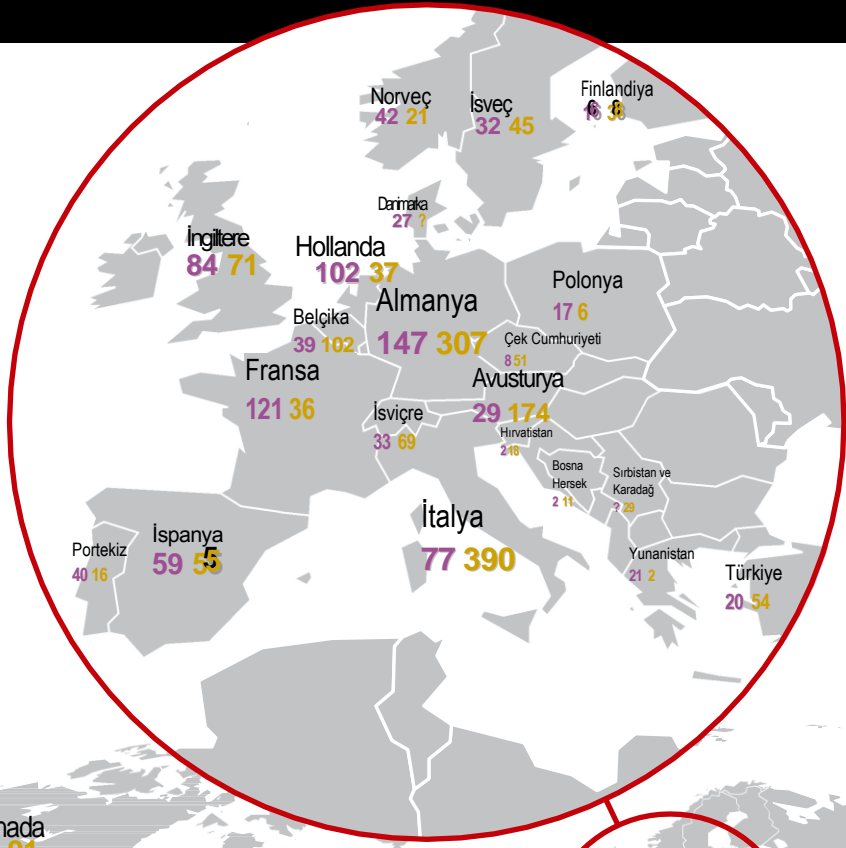 Norveç
42 21
İsveç
32 45
Finlandiya
Danimaka
27 ?
İngiltere
84 71
Hollanda
102 37
Almanya
147 307
Polonya
17 6
Belçika
39 102
Çek Cumhuriyeti
8 51
Fransa
121 36
Avusturya
29 174
İsviçre
33 69
Hırvatistan
2 18
Bosna
Hersek
2 11
Sırbistan ve
Karadağ
? 29
İtalya
77 390
Portekiz
40 16
İspanya
59
Yunanistan
21 2
Türkiye
20 54
nada